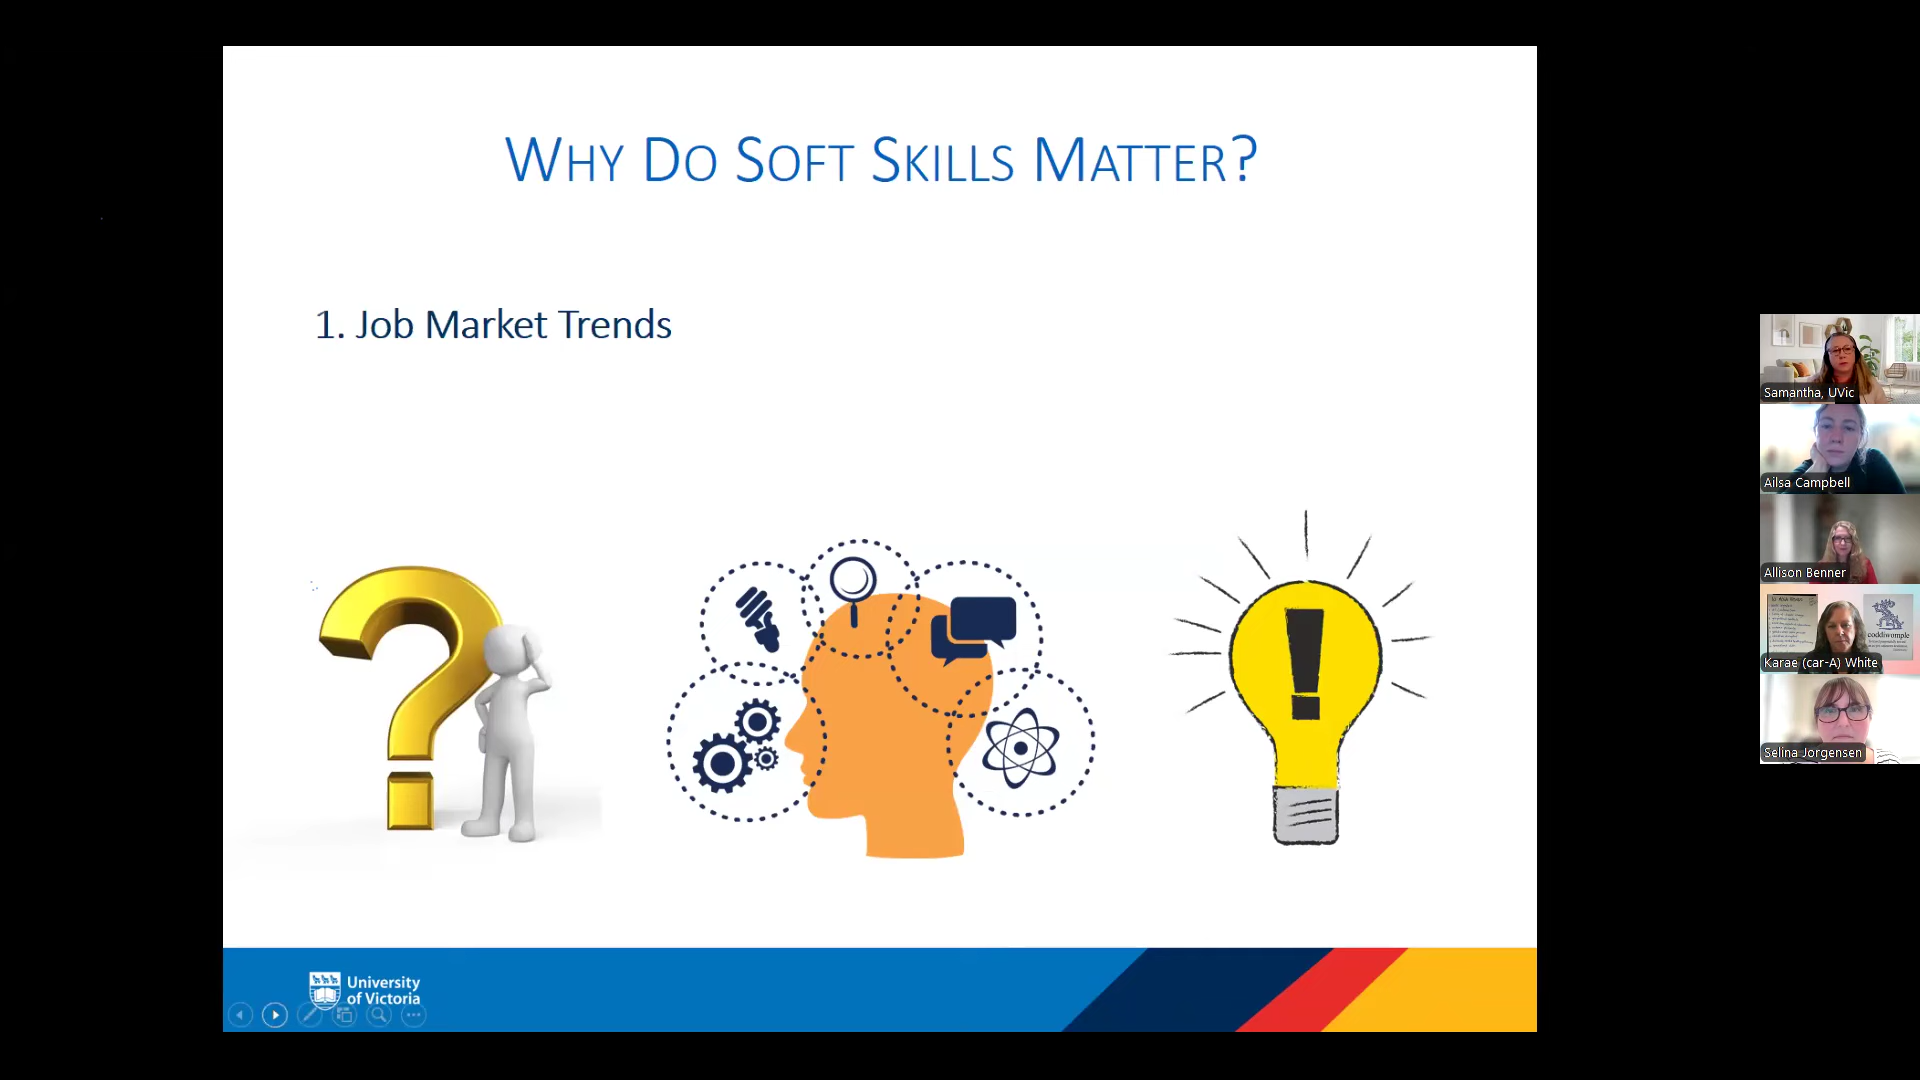 WHY DO SOFT SKILLS MATTER?
1. Job Market Trends
University
of Victoria
Samantha, UVic
Ailsa Campbell
Allison Benner
coddiwomple
Karae (car-A) White
Selina Jorgensen